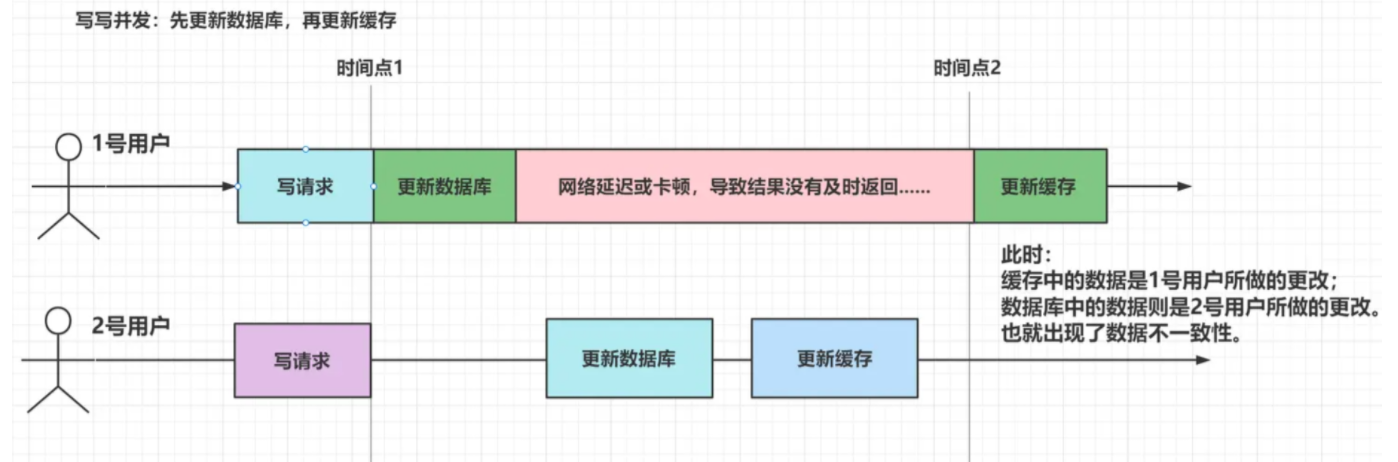 写写并发：先更新数据库，再更新缓存
时间点1
时间点2
1号用户
写请求
更新数据库
网络延迟或卡顿，导致结果没有及时返回......
更新缓存
此时：
缓存中的数据是1号用户所做的更改；
数据库中的数据则是2号用户所做的更改。
也就出现了数据不一致性。
2号用户
写请求
更新数据库
更新缓存